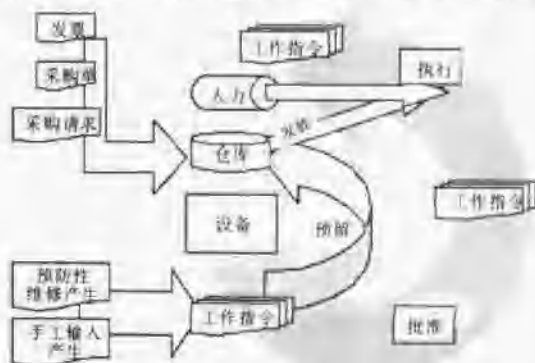 发票
工作指令
执行
采购单
人力
采购请求
发放
仓库
工作指令
设备
预留
预防性
维修产生
工作指令
批准
手工输入
产生